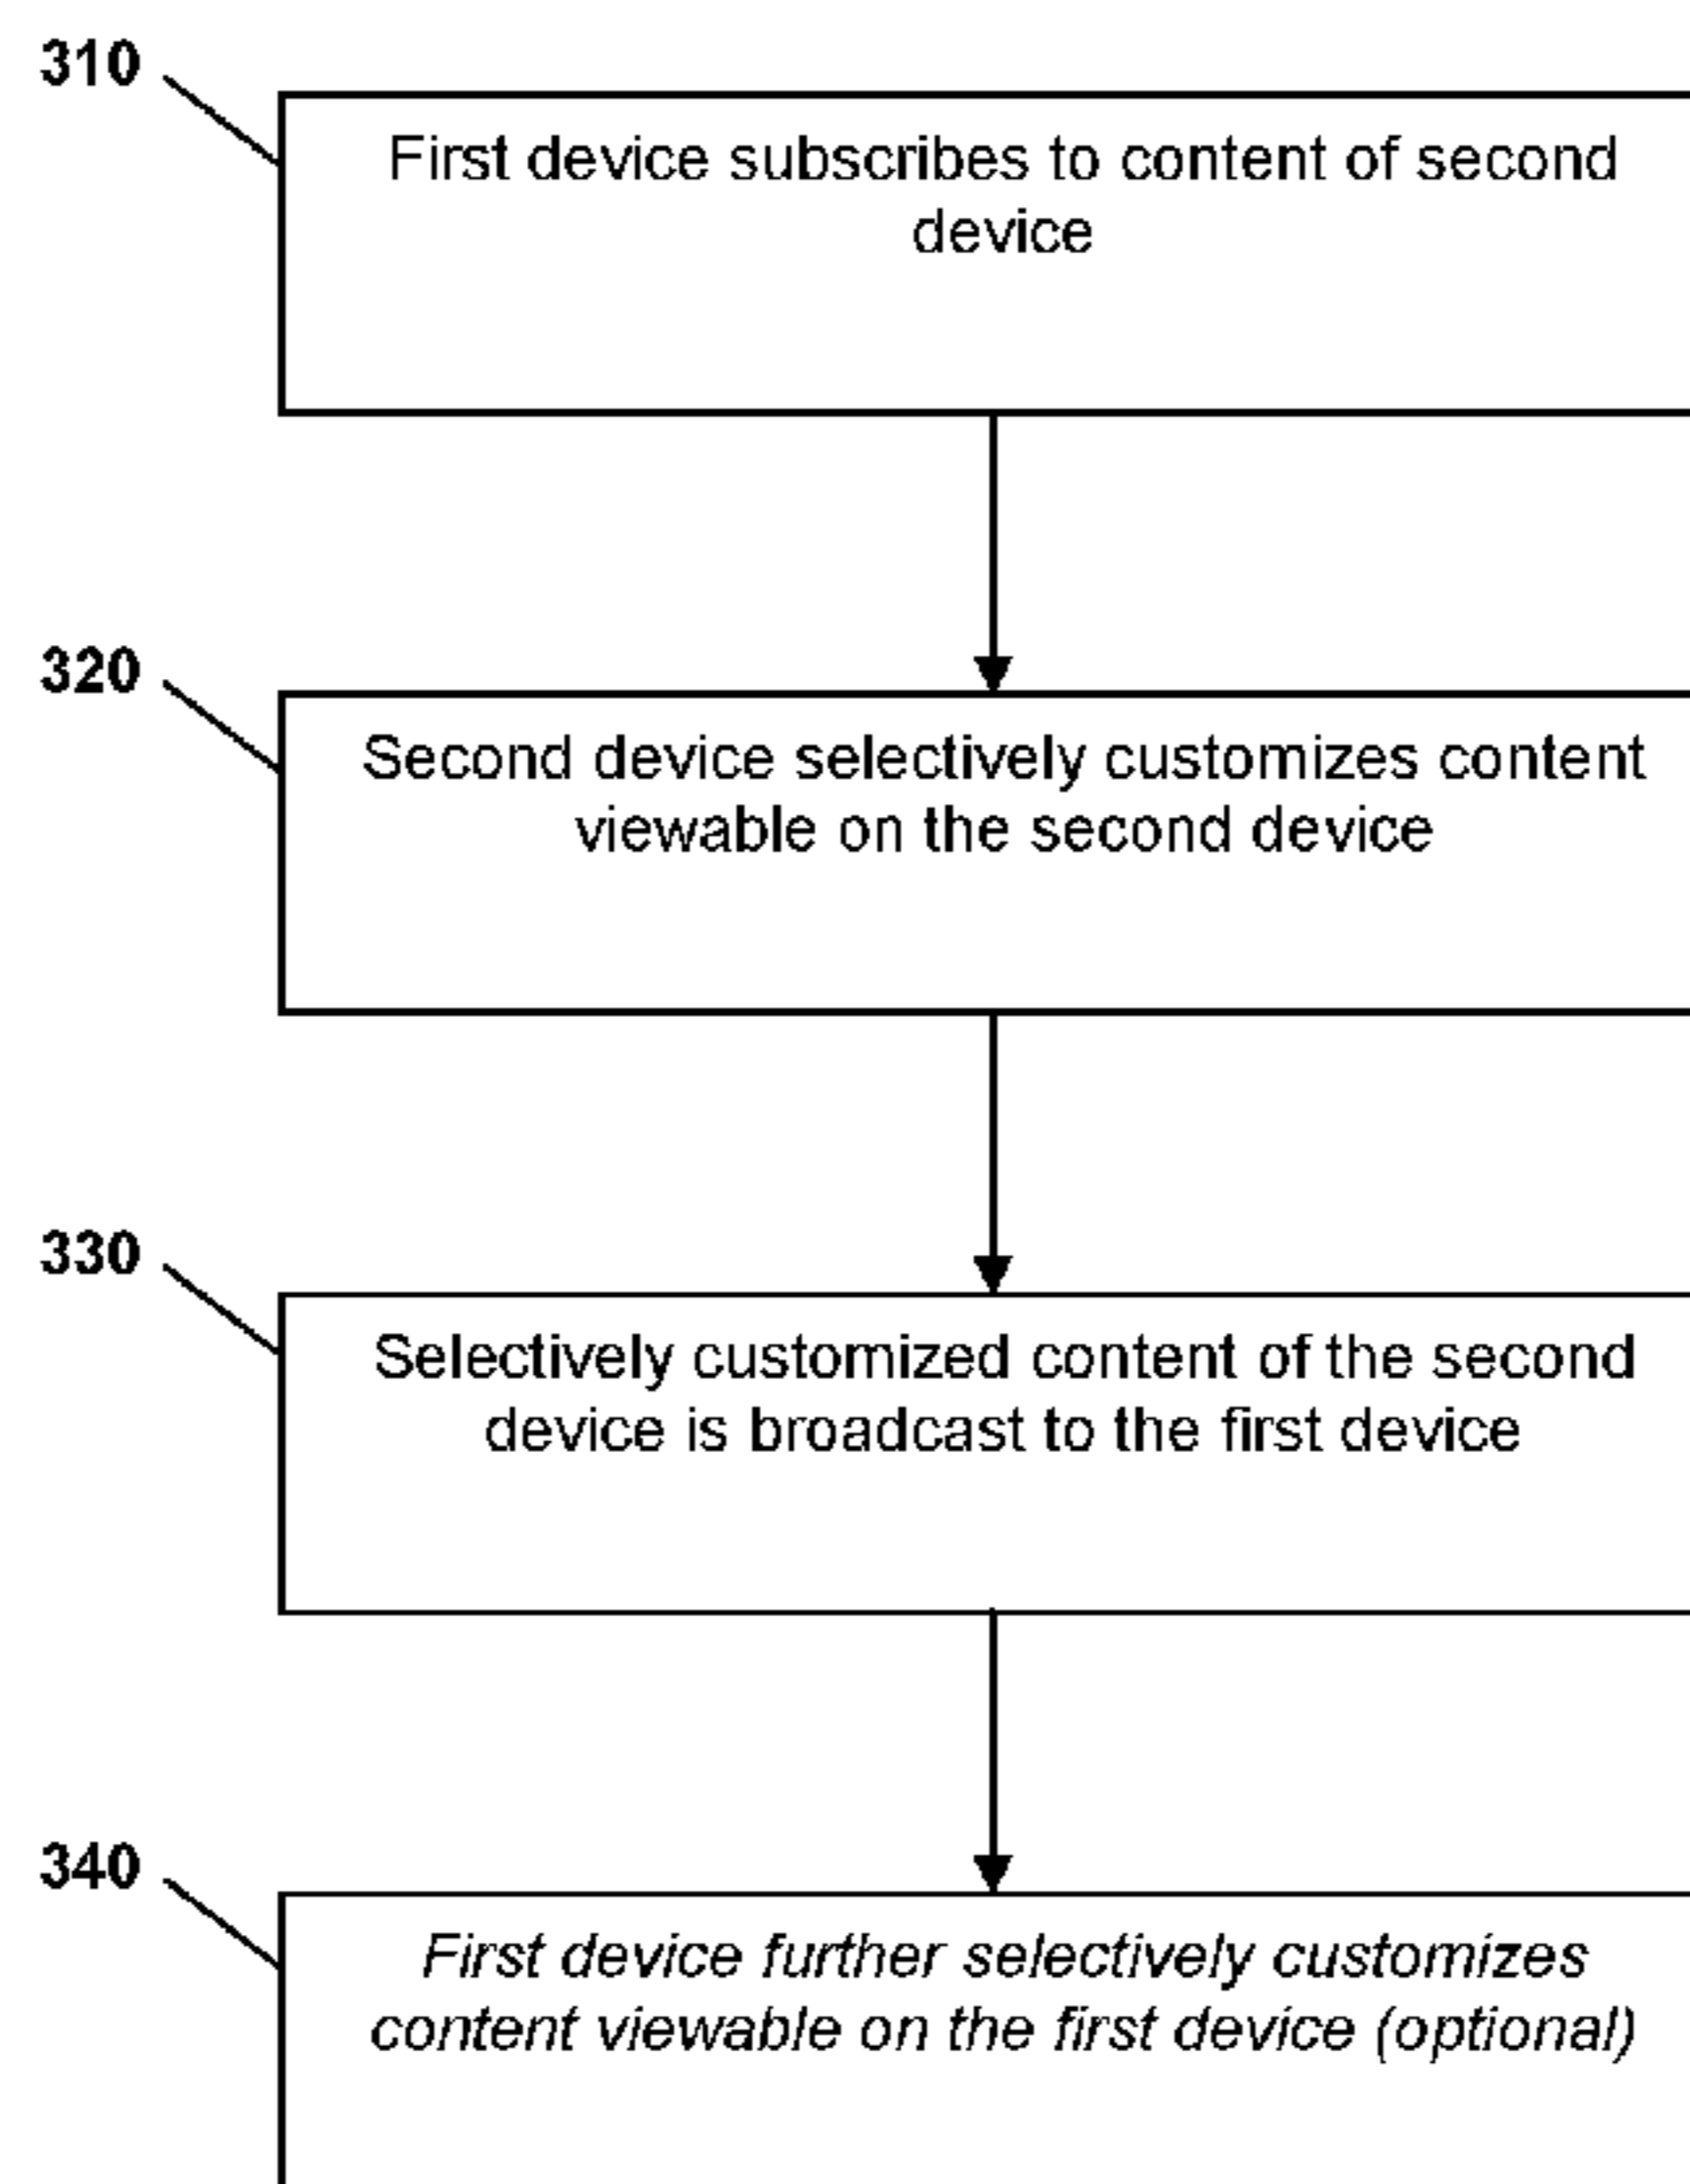 310
First device subscribes to content of second
device
320
Second device selectively customizes content
viewable on the second device
330
Selectively customized content of the second
device is broadcast to the first device
340
First device further selectively customizes
content viewable on the first device (optional)